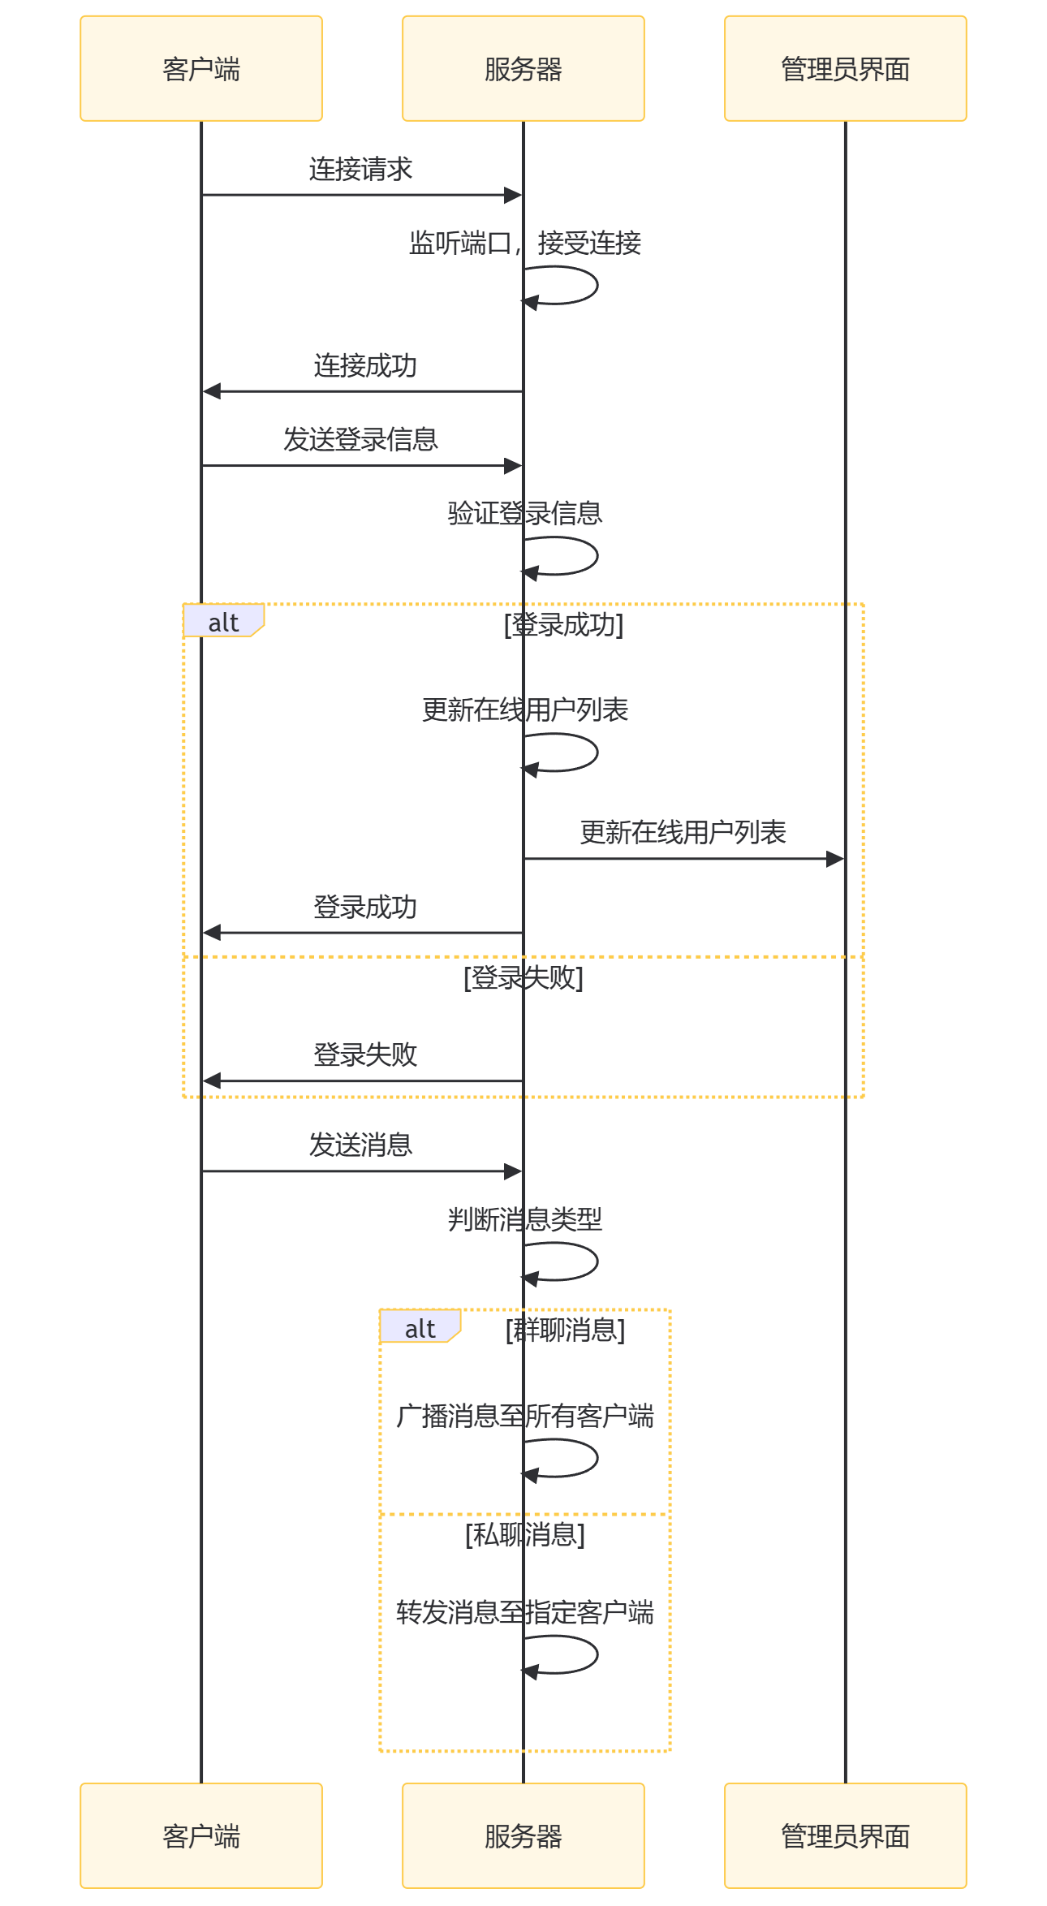 客户端
服务器
管理员界面
连接请求
监听端口，接受连接
连接成功
发送登录信息
验证登录信息
alt
[登录成功]
更新在线用户列表
更新在线用户列表
登录成功
[登录失败]
登录失败
发送消息
判断消息类型
alt
[群聊消息]
广播消息至所有客户端
[私聊消息]
转发消息至指定客户端
客户端
服务器
管理员界面